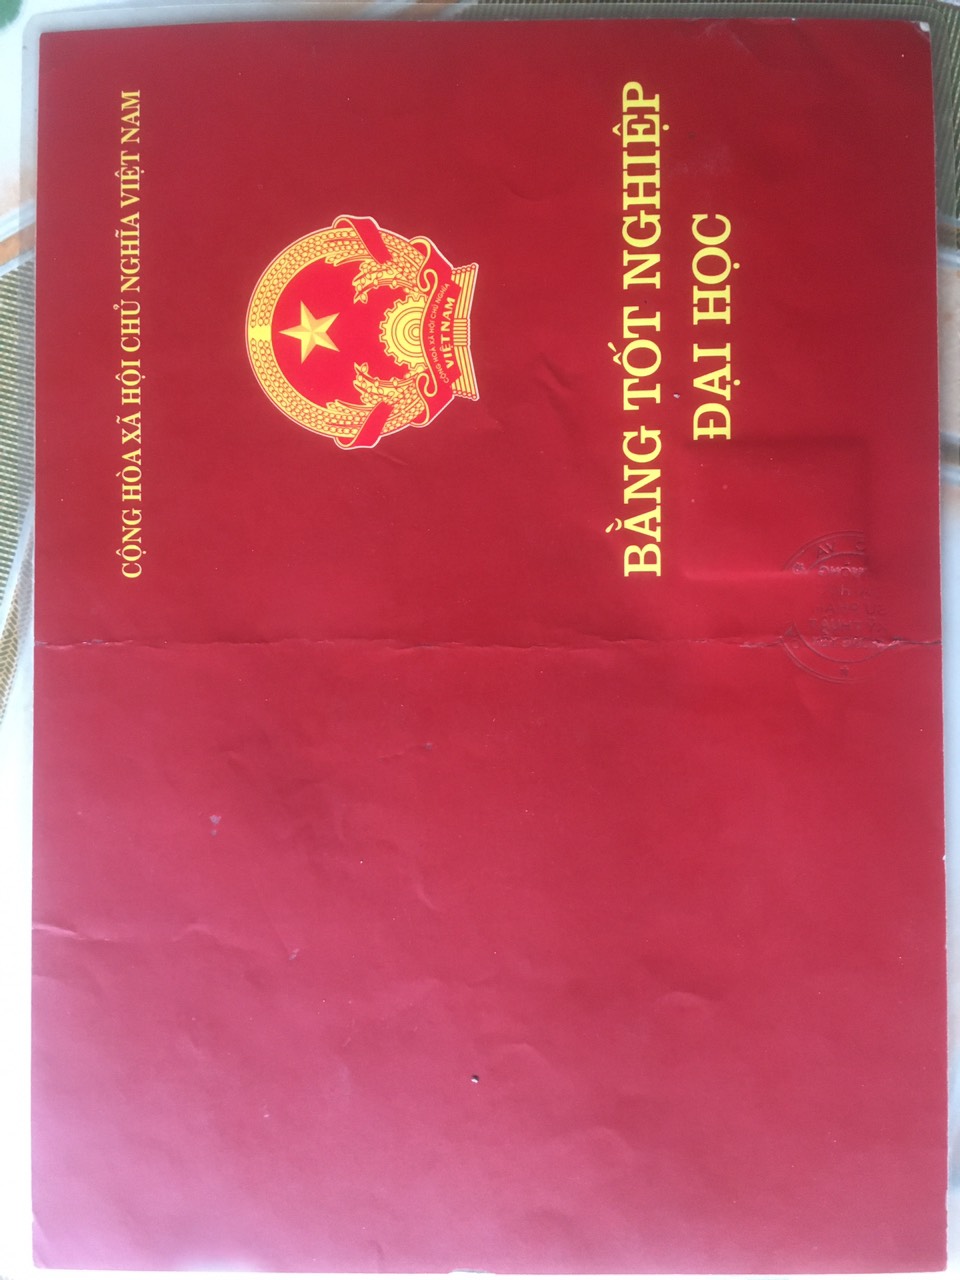 CỘNG HÒA XÃ HỘI CHỦ NGHĨA VIỆT NAM
CỘNG HOÀ XÃ HỘI CHỦ NGHĨA
VIỆT NAM
BẰNG TỐT NGHIỆP
ĐẠI HỌC